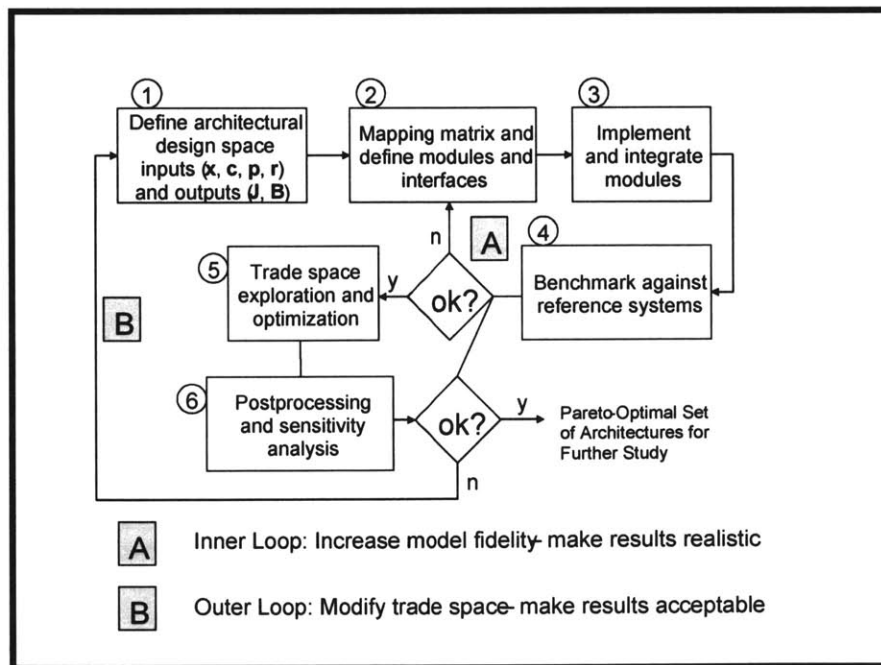 1
Define architectural
design space
inputs (x, c, p, r)
and outputs (J, B)
2
Mapping matrix and
define modules and
interfaces
3
Implement
and integrate
modules
n
A
4
Benchmark against
reference systems
5
Trade space
exploration and
optimization
y
ok?
B
6
Postprocessing
and sensitivity
analysis
ok?
y
Pareto-Optimal Set
of Architectures for
Further Study
n
A
Inner Loop: Increase model fidelity- make results realistic
B
Outer Loop: Modify trade space- make results acceptable